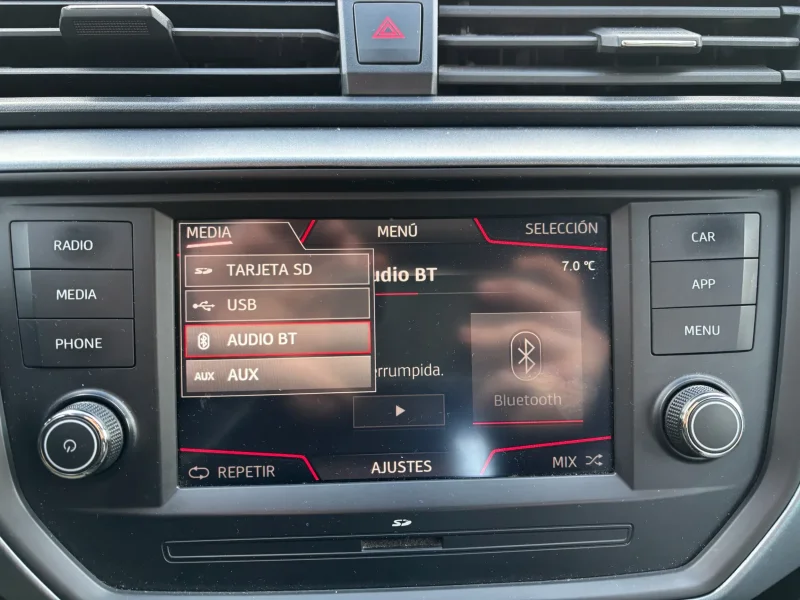 RADIO
MEDIA
PHONE
MEDIA
MENÚ
SELECCIÓN
TARJETA SD
USB
AUDIO BT
AUX AUX
udio BT
7.0 °C
errumpida.
Bluetooth
REPETIR
AJUSTES
MIX
CAR
APP
MENU
SD